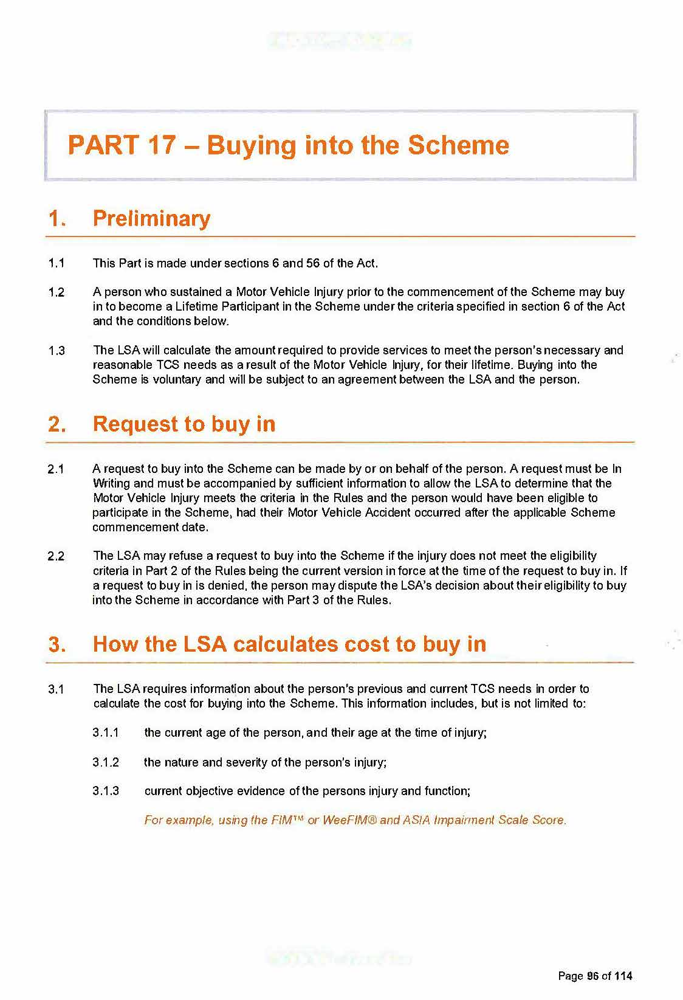 PART 17 – Buying into the Scheme
1. Preliminary
1.1 This Part is made under sections 6 and 56 of the Act.
1.2 A person who sustained a Motor Vehicle Injury prior to the commencement of the Scheme may buy
in to become a Lifetime Participant in the Scheme under the criteria specified in section 6 of the Act
and the conditions below.
1.3 The LSA will calculate the amount required to provide services to meet the person's necessary and
reasonable TCS needs as a result of the Motor Vehicle Injury, for their lifetime. Buying into the
Scheme is voluntary and will be subject to an agreement between the LSA and the person.
2. Request to buy in
2.1 A request to buy into the Scheme can be made by or on behalf of the person. A request must be In
Writing and must be accompanied by sufficient information to allow the LSA to determine that the
Motor Vehicle Injury meets the criteria in the Rules and the person would have been eligible to
participate in the Scheme, had their Motor Vehicle Accident occurred after the applicable Scheme
commencement date.
2.2 The LSA may refuse a request to buy into the Scheme if the injury does not meet the eligibility
criteria in Part 2 of the Rules being the current version in force at the time of the request to buy in. If
a request to buy in is denied, the person may dispute the LSA's decision about their eligibility to buy
into the Scheme in accordance with Part 3 of the Rules.
3. How the LSA calculates cost to buy in
3.1 The LSA requires information about the person's previous and current TCS needs in order to
calculate the cost for buying into the Scheme. This information includes, but is not limited to:
3.1.1 the current age of the person, and their age at the time of injury;
3.1.2 the nature and severity of the person's injury;
3.1.3 current objective evidence of the persons injury and function;
For example, using the FIM™ or WeeFIM® and ASIA Impairment Scale Score.
Page 96 of 114